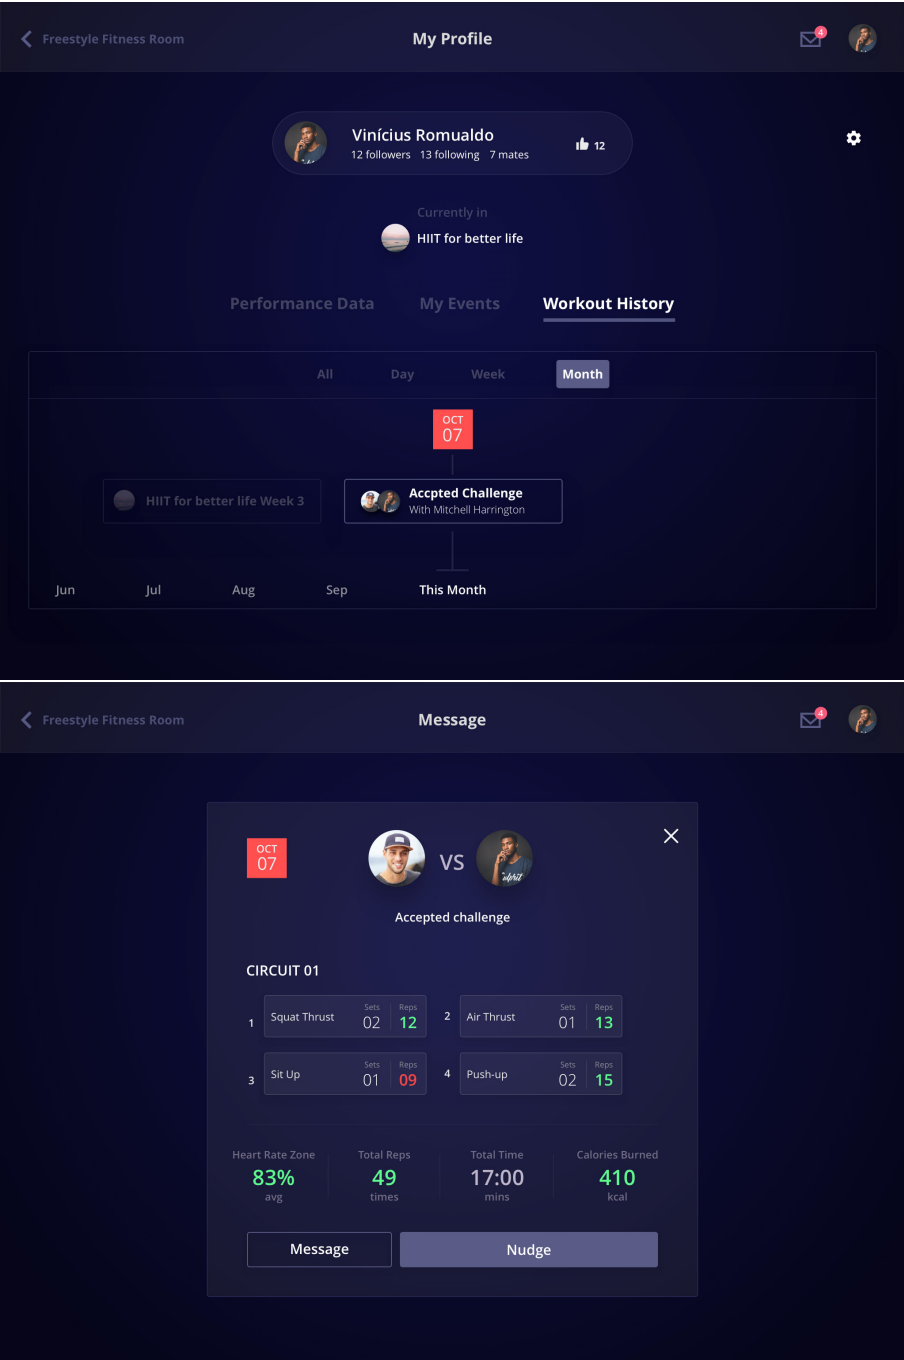 Freestyle Fitness Room
My Profile
4
Vinícius Romualdo
12 followers 13 following 7 mates
12
Currently in
HIIT for better life
Performance Data
My Events
Workout History
All
Day
Week
Month
OCT
07
HIIT for better life Week 3
Accpted Challenge
With Mitchell Harrington
Jun
Jul
Aug
Sep
This Month
Freestyle Fitness Room
Message
4
OCT
07
VS
Accepted challenge
CIRCUIT 01
1
Squat Thrust
Sets
02
Reps
12
2
Air Thrust
Sets
01
Reps
13
3
Sit Up
Sets
01
Reps
09
4
Push-up
Sets
02
Reps
15
Heart Rate Zone
83%
avg
Total Reps
49
times
Total Time
17:00
mins
Calories Burned
410
kcal
Message
Nudge